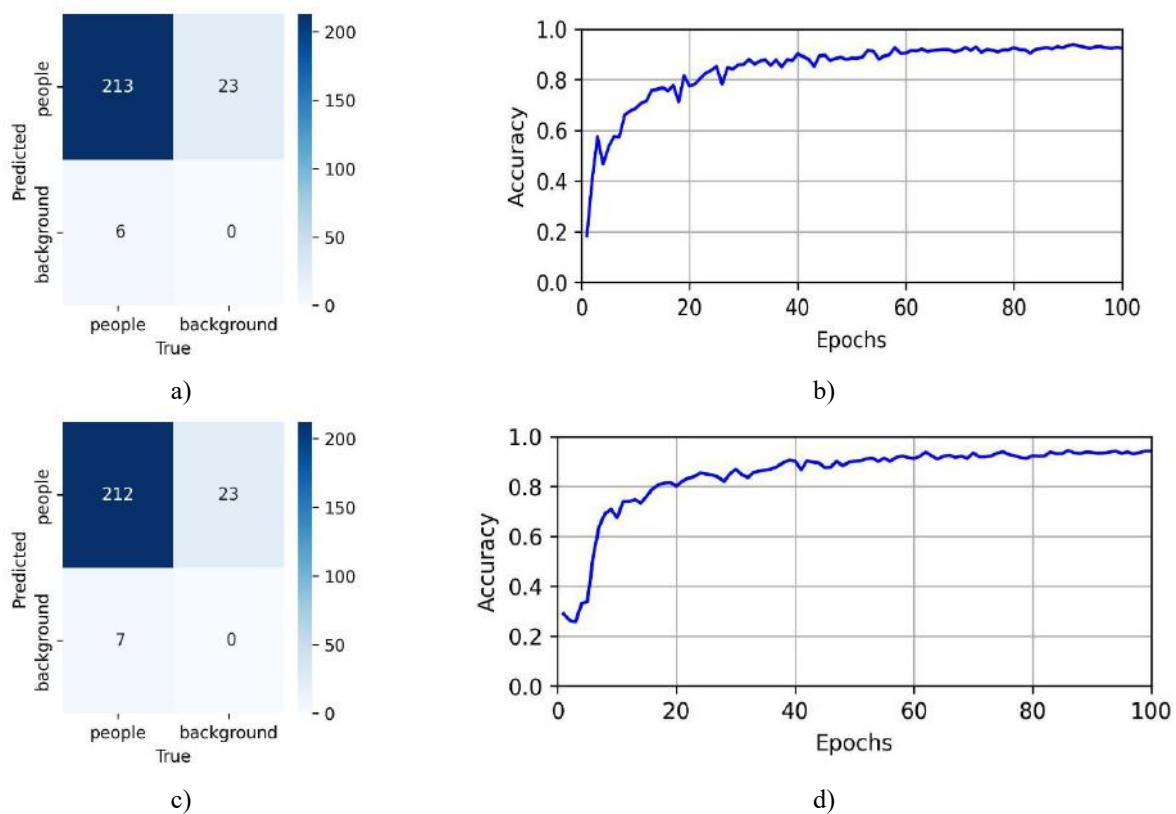 200
150
100
50
0
people
background
Predicted
213 23
6 0
people background
True
a)
1.0
0.8
0.6
0.4
0.2
0.0
Accuracy
0 20 40 60 80 100
Epochs
b)
200
150
100
50
0
people
background
Predicted
212 23
7 0
people background
True
c)
1.0
0.8
0.6
0.4
0.2
0.0
Accuracy
0 20 40 60 80 100
Epochs
d)